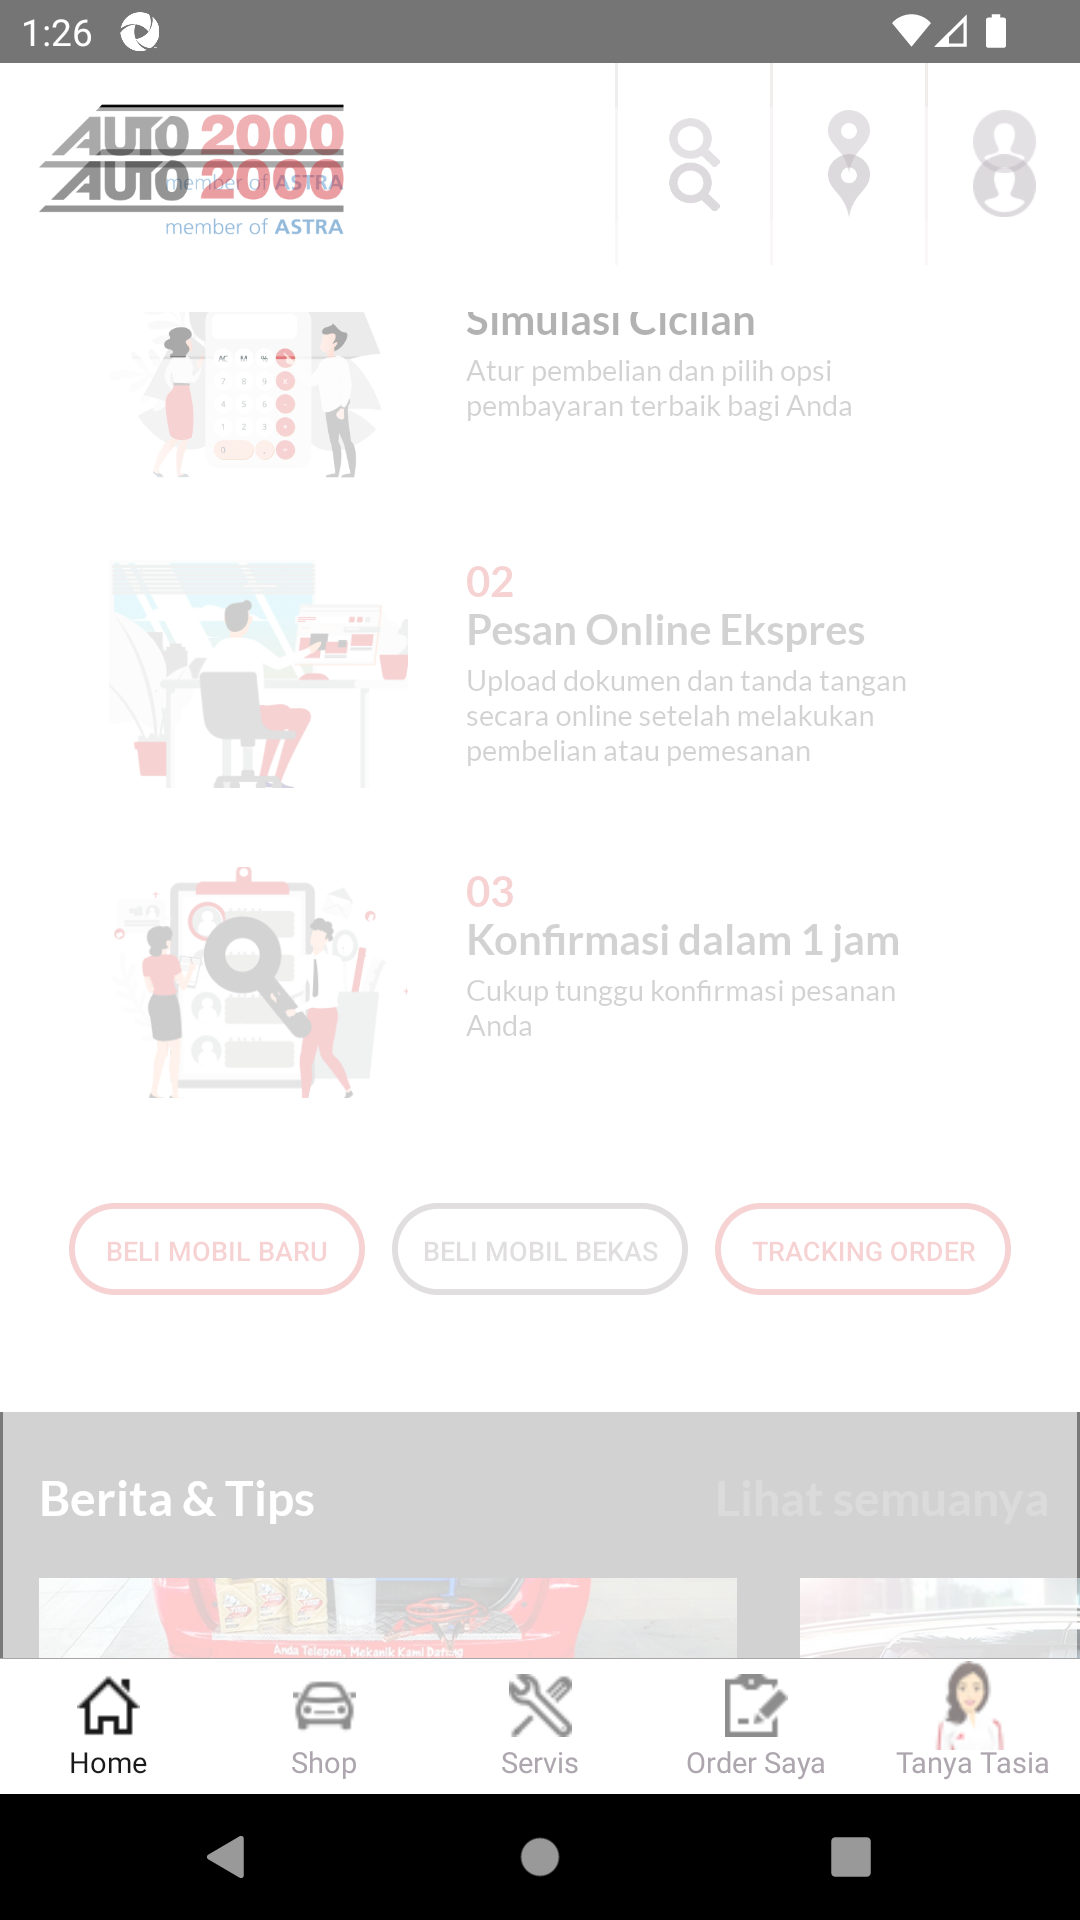 1:26
AUTO 2000
AUTO 2000
member of ASTRA
member of ASTRA
Simulasi Cicilan
Atur pembelian dan pilih opsi
pembayaran terbaik bagi Anda
AC M %
7 8 9 x
4 5 6 -
1 2 3 +
0 , =
02
Pesan Online Ekspres
Upload dokumen dan tanda tangan
secara online setelah melakukan
pembelian atau pemesanan
03
Konfirmasi dalam 1 jam
Cukup tunggu konfirmasi pesanan
Anda
BELI MOBIL BARU
BELI MOBIL BEKAS
TRACKING ORDER
Berita & Tips
Lihat semuanya
Anda Telepon, Mekanik Kami Datang
Home
Shop
Servis
Order Saya
Tanya Tasia